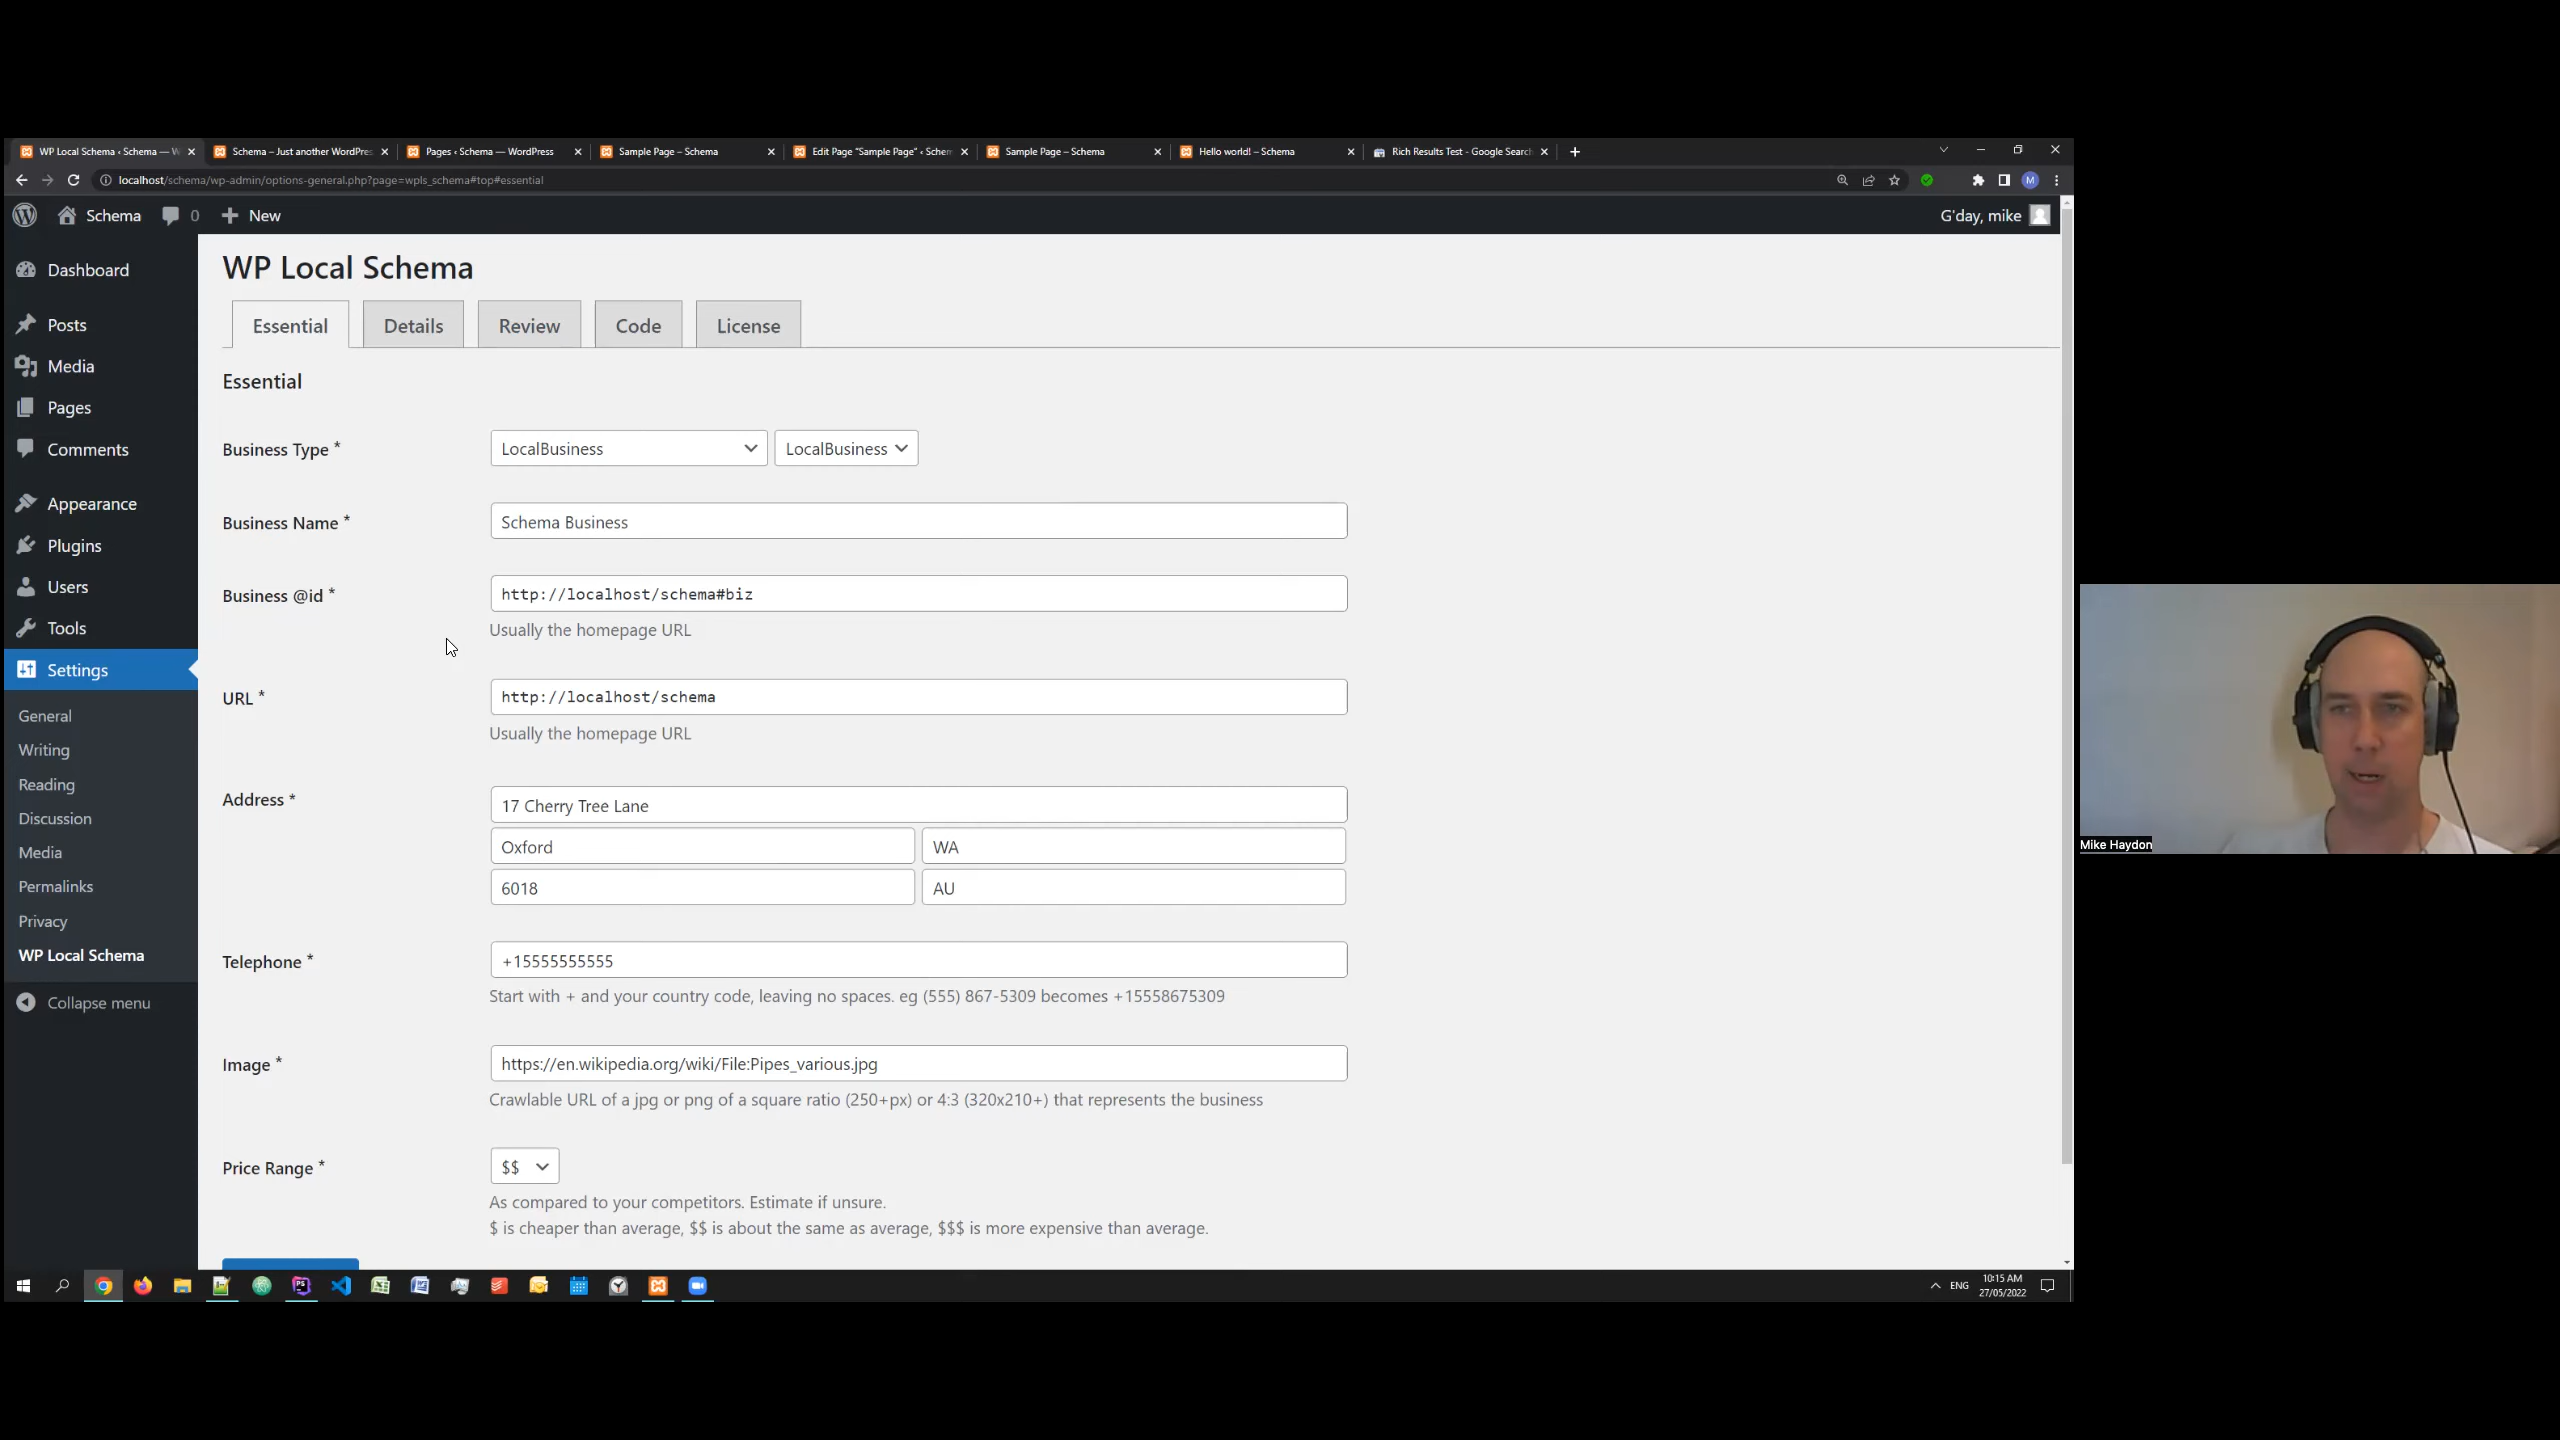 WP Local Schema ‹ Schema — W
Schema – Just another WordPres
Pages ‹ Schema — WordPress
Sample Page – Schema
Edit Page "Sample Page" ‹ Schem
Sample Page – Schema
Hello world! – Schema
Rich Results Test - Google Search
localhost/schema/wp-admin/options-general.php?page=wpls_schema#top#essential
M
Schema
0
New
G'day, mike
Dashboard
Posts
Media
Pages
Comments
Appearance
Plugins
Users
Tools
Settings
General
Writing
Reading
Discussion
Media
Permalinks
Privacy
WP Local Schema
Collapse menu
WP Local Schema
Essential Details Review Code License
Essential
Business Type * LocalBusiness LocalBusiness
Business Name * Schema Business
Business @id * http://localhost/schema#biz
Usually the homepage URL
URL * http://localhost/schema
Usually the homepage URL
Address * 17 Cherry Tree Lane
Oxford WA
6018 AU
Telephone * +15555555555
Start with + and your country code, leaving no spaces. eg (555) 867-5309 becomes +15558675309
Image * https://en.wikipedia.org/wiki/File:Pipes_various.jpg
Crawlable URL of a jpg or png of a square ratio (250+px) or 4:3 (320x210+) that represents the business
Price Range * $$
As compared to your competitors. Estimate if unsure.
$ is cheaper than average, $$ is about the same as average, $$$ is more expensive than average.
Mike Haydon
ENG
10:15 AM
27/05/2022